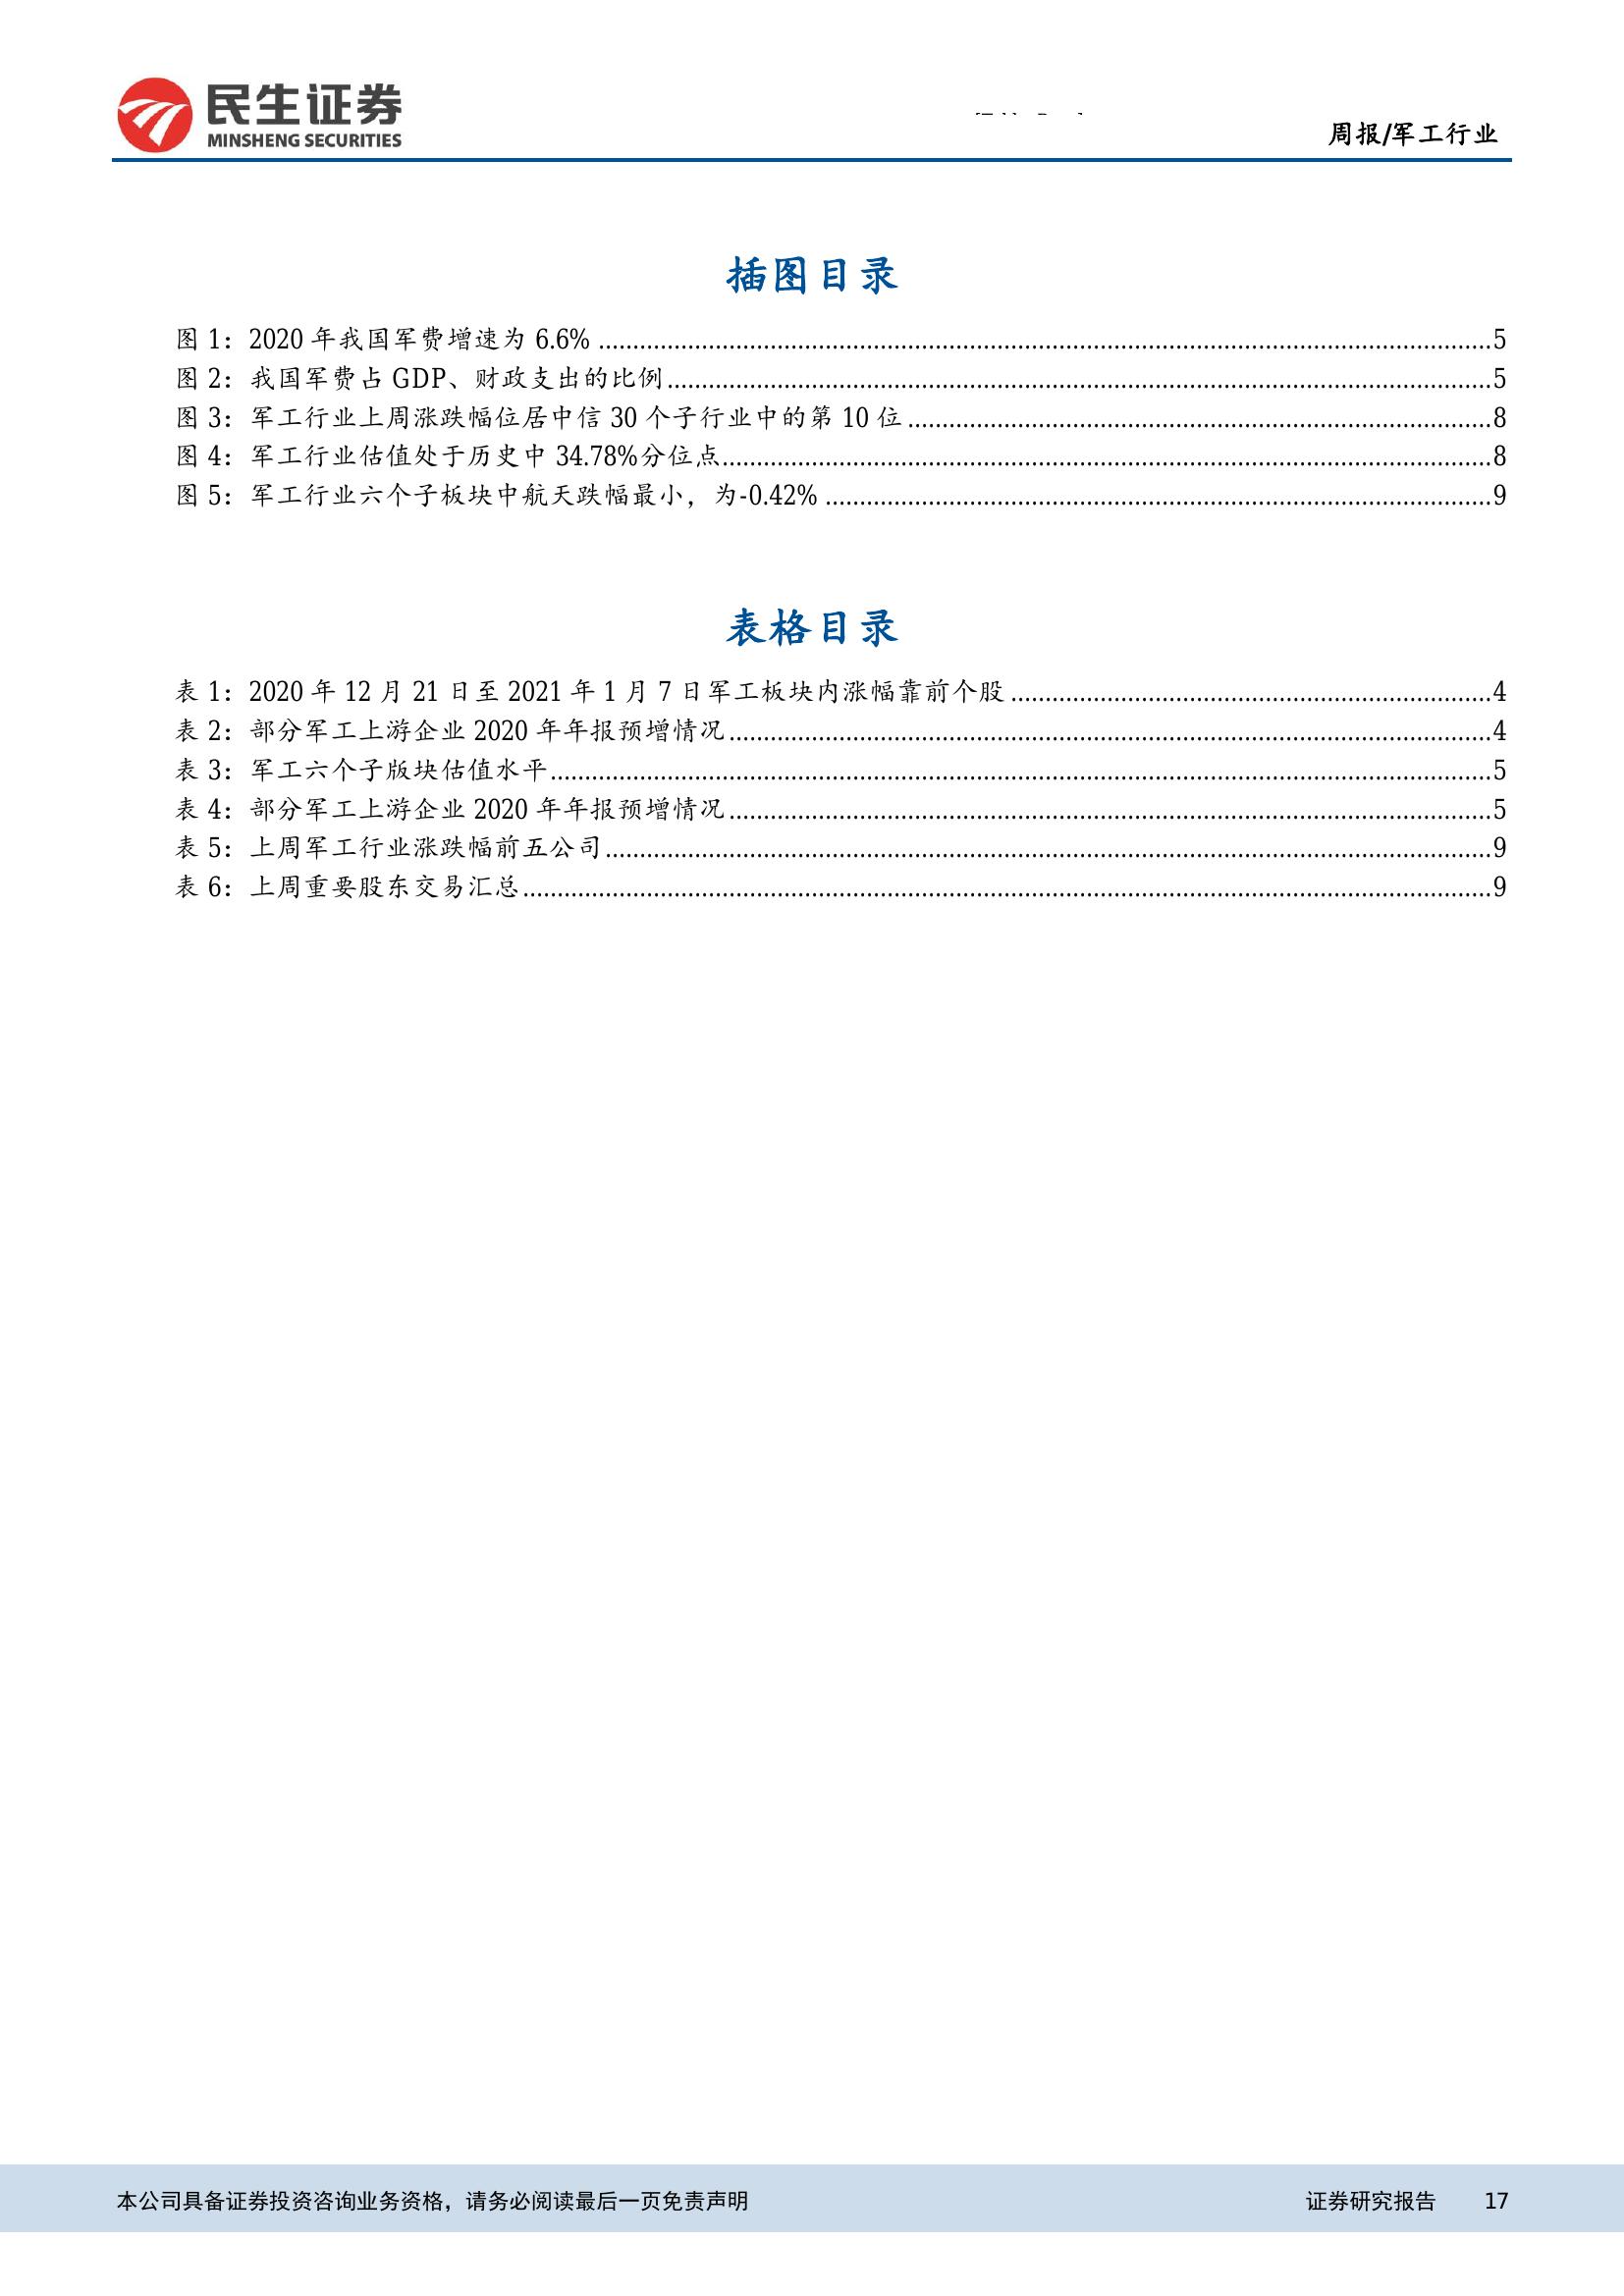 民生证券
MINSHENG SECURITIES
周报/军工行业
插图目录
图 1：2020 年我国军费增速为 6.6% ........................................ 5
图 2：我国军费占 GDP、财政支出的比例 ........................................ 5
图 3：军工行业上周涨跌幅位居中信 30 个子行业中的第 10 位 ........................................ 8
图 4：军工行业估值处于历史中 34.78%分位点 ........................................ 8
图 5：军工行业六个子板块中航天跌幅最小，为-0.42% ........................................ 9
表格目录
表 1：2020 年 12 月 21 日至 2021 年 1 月 7 日军工板块内涨幅靠前个股 ........................................ 4
表 2：部分军工上游企业 2020 年年报预增情况 ........................................ 4
表 3：军工六个子版块估值水平 ........................................ 5
表 4：部分军工上游企业 2020 年年报预增情况 ........................................ 5
表 5：上周军工行业涨跌幅前五公司 ........................................ 9
表 6：上周重要股东交易汇总 ........................................ 9
本公司具备证券投资咨询业务资格，请务必阅读最后一页免责声明
证券研究报告 17